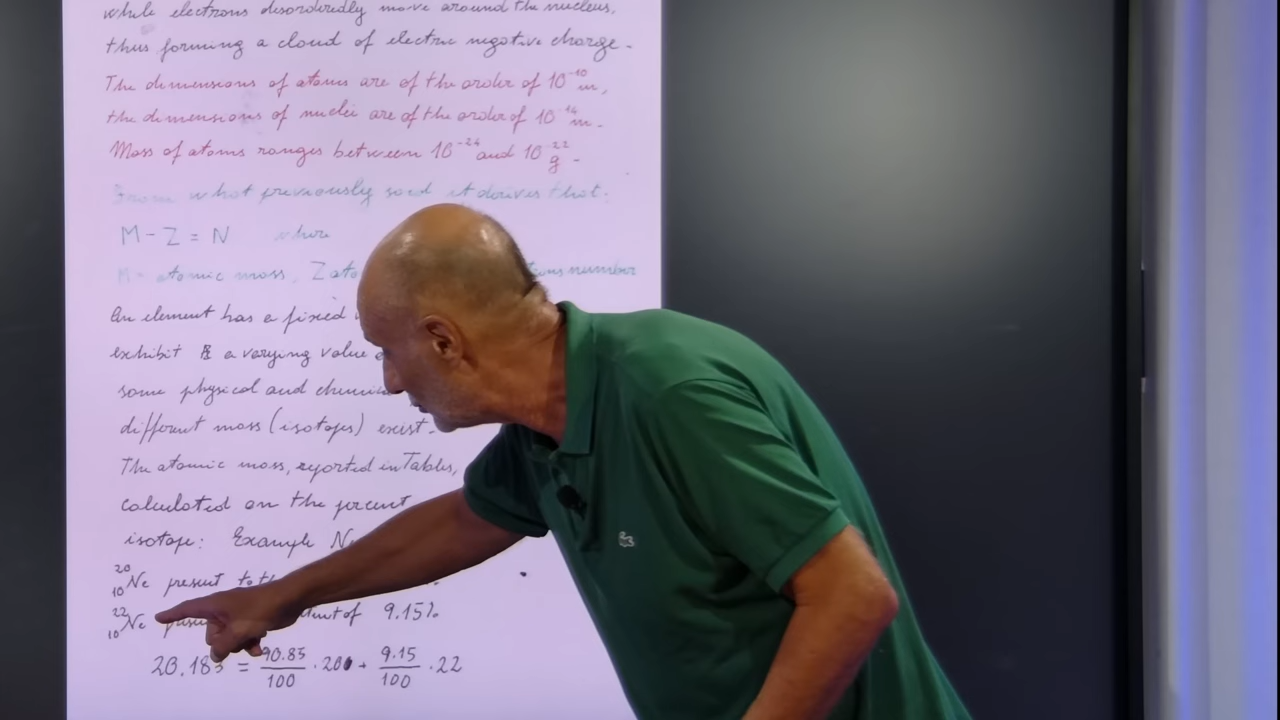 while electrons disorderedly move around the nucleus,
thus forming a cloud of electric negative charge.
The dimensions of atoms are of the order of 10⁻¹⁰ m,
the dimensions of nuclei are of the order of 10⁻¹⁴ m.
Mass of atoms ranges between 10⁻²⁴ and 10⁻²² g.
From what previously said it derives that:
M - Z = N where
M = atomic mass, Z number
An element has a fixed
exhibit a varying value
some physical and
different mass (isotopes) exist.
The atomic mass, reported in Tables,
calculated on the percent
isotope: Example
²⁰₁₀Ne present
²²₁₀Ne of 9.15%
20.183 = 90.85/100 · 20 + 9.15/100 · 22